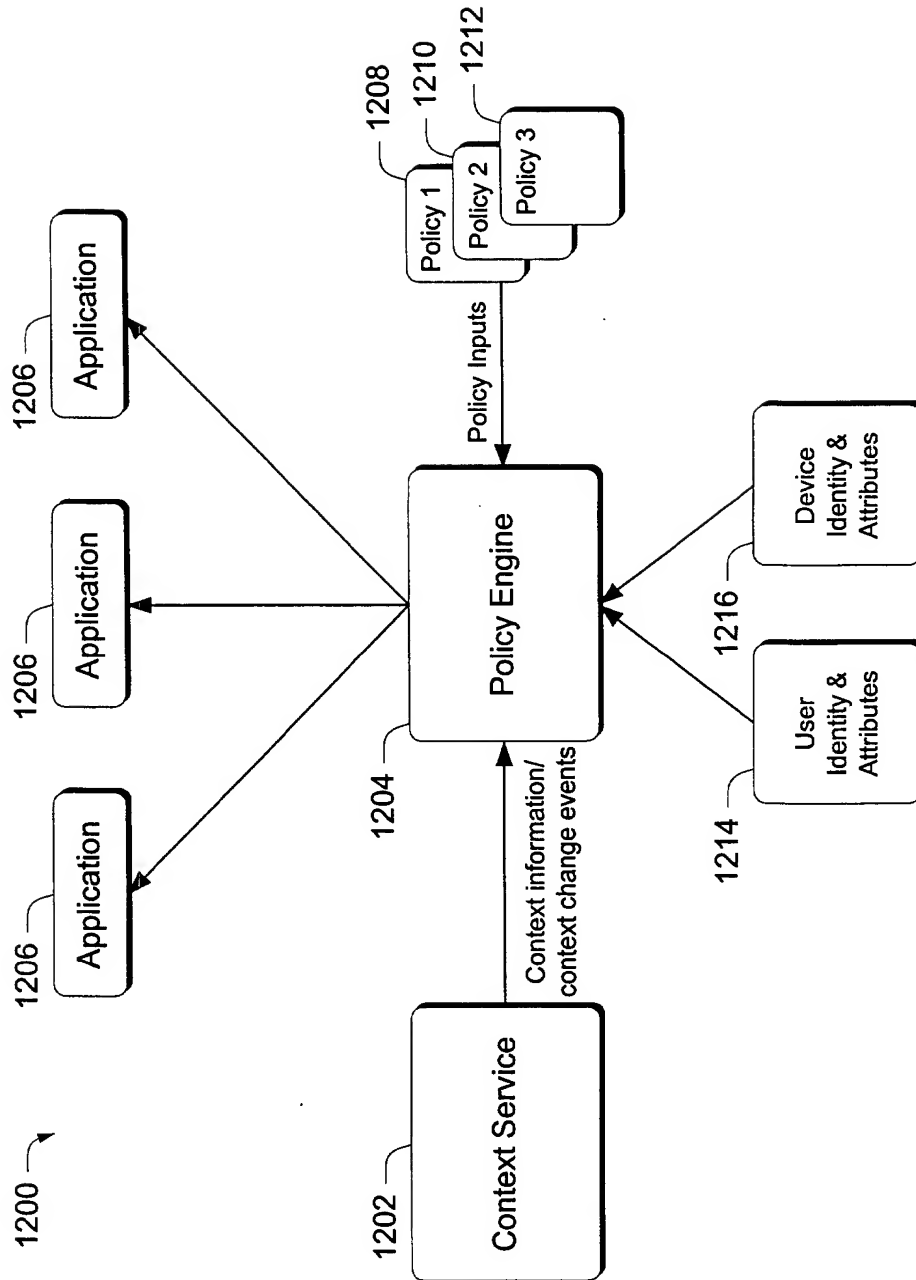 1200
1206
Application
1206
Application
1206
Application
1202
Context Service
Context information/
context change events
1204
Policy Engine
Policy Inputs
Policy 1
1208
Policy 2
1210
Policy 3
1212
1214
User
Identity &
Attributes
1216
Device
Identity &
Attributes